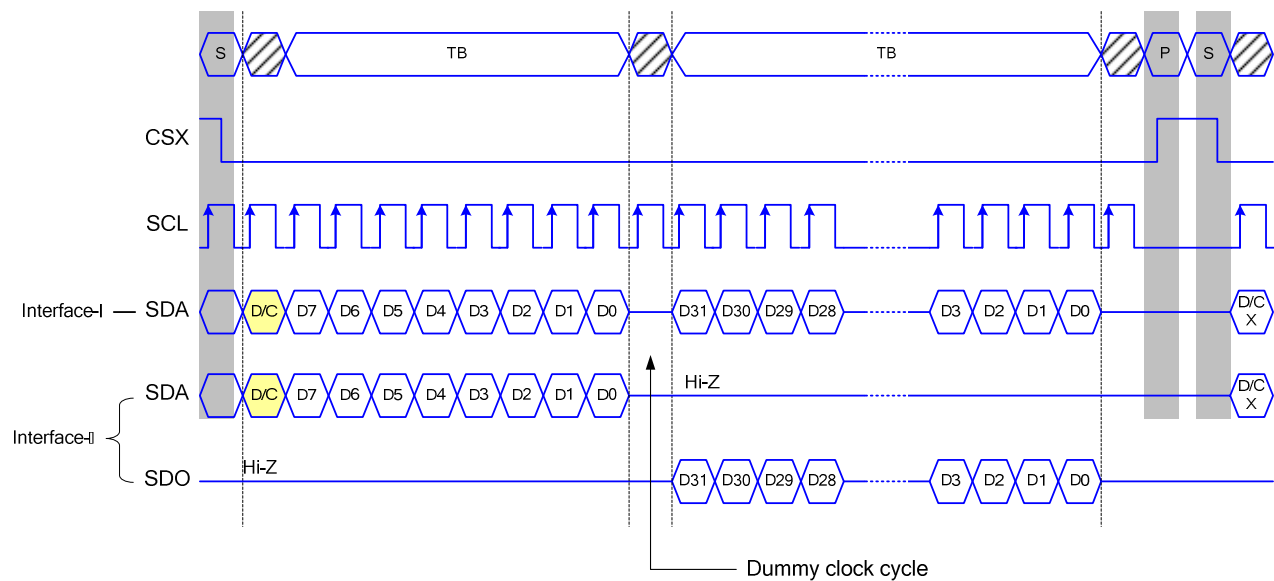 S TB TB P S
CSX
SCL
Interface-I SDA D/C D7 D6 D5 D4 D3 D2 D1 D0 D31 D30 D29 D28 D3 D2 D1 D0 D/C
X
SDA D/C D7 D6 D5 D4 D3 D2 D1 D0 Hi-Z D/C
X
Interface-
SDO Hi-Z D31 D30 D29 D28 D3 D2 D1 D0
Dummy clock cycle